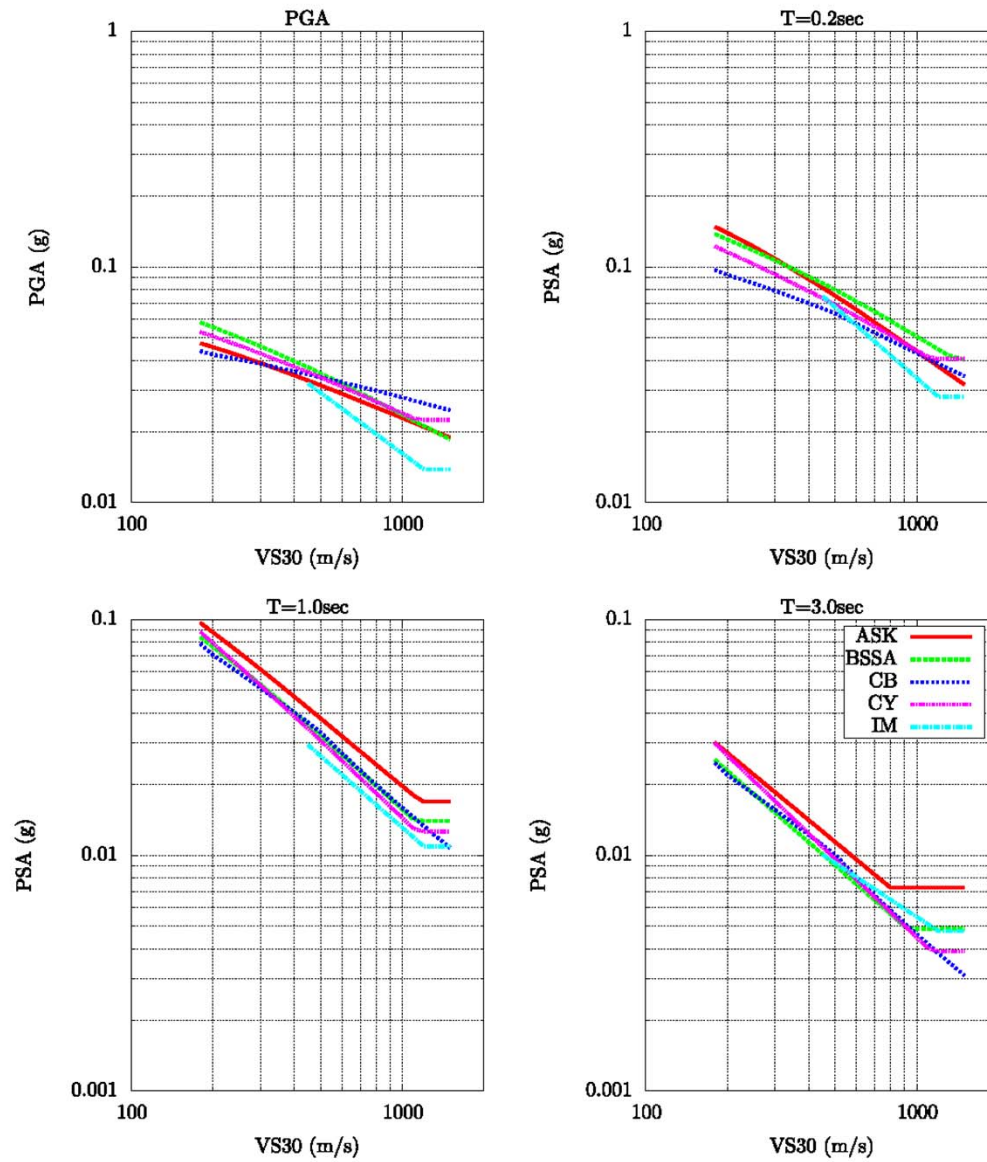 PGA
1
0.1
0.01
PGA (g)
100
1000
VS30 (m/s)
T=0.2sec
1
0.1
0.01
PSA (g)
100
1000
VS30 (m/s)
T=1.0sec
0.1
0.01
0.001
PSA (g)
100
1000
VS30 (m/s)
T=3.0sec
0.1
0.01
0.001
PSA (g)
ASK
BSSA
CB
CY
IM
100
1000
VS30 (m/s)